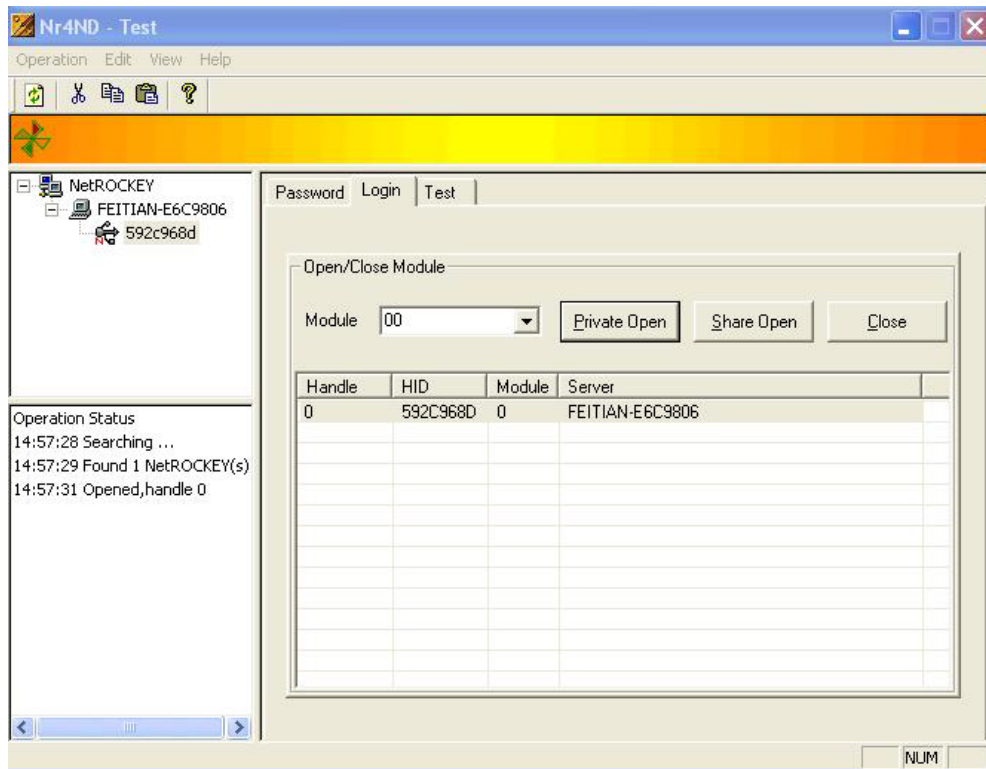 Nr4ND - Test
Operation Edit View Help
NetROCKEY
FEITIAN-E6C9806
592c968d
Operation Status
14:57:28 Searching ...
14:57:29 Found 1 NetROCKEY(s)
14:57:31 Opened,handle 0
Password Login Test
Open/Close Module
Module 00 Private Open Share Open Close
Handle HID Module Server
0 592C968D 0 FEITIAN-E6C9806
NUM